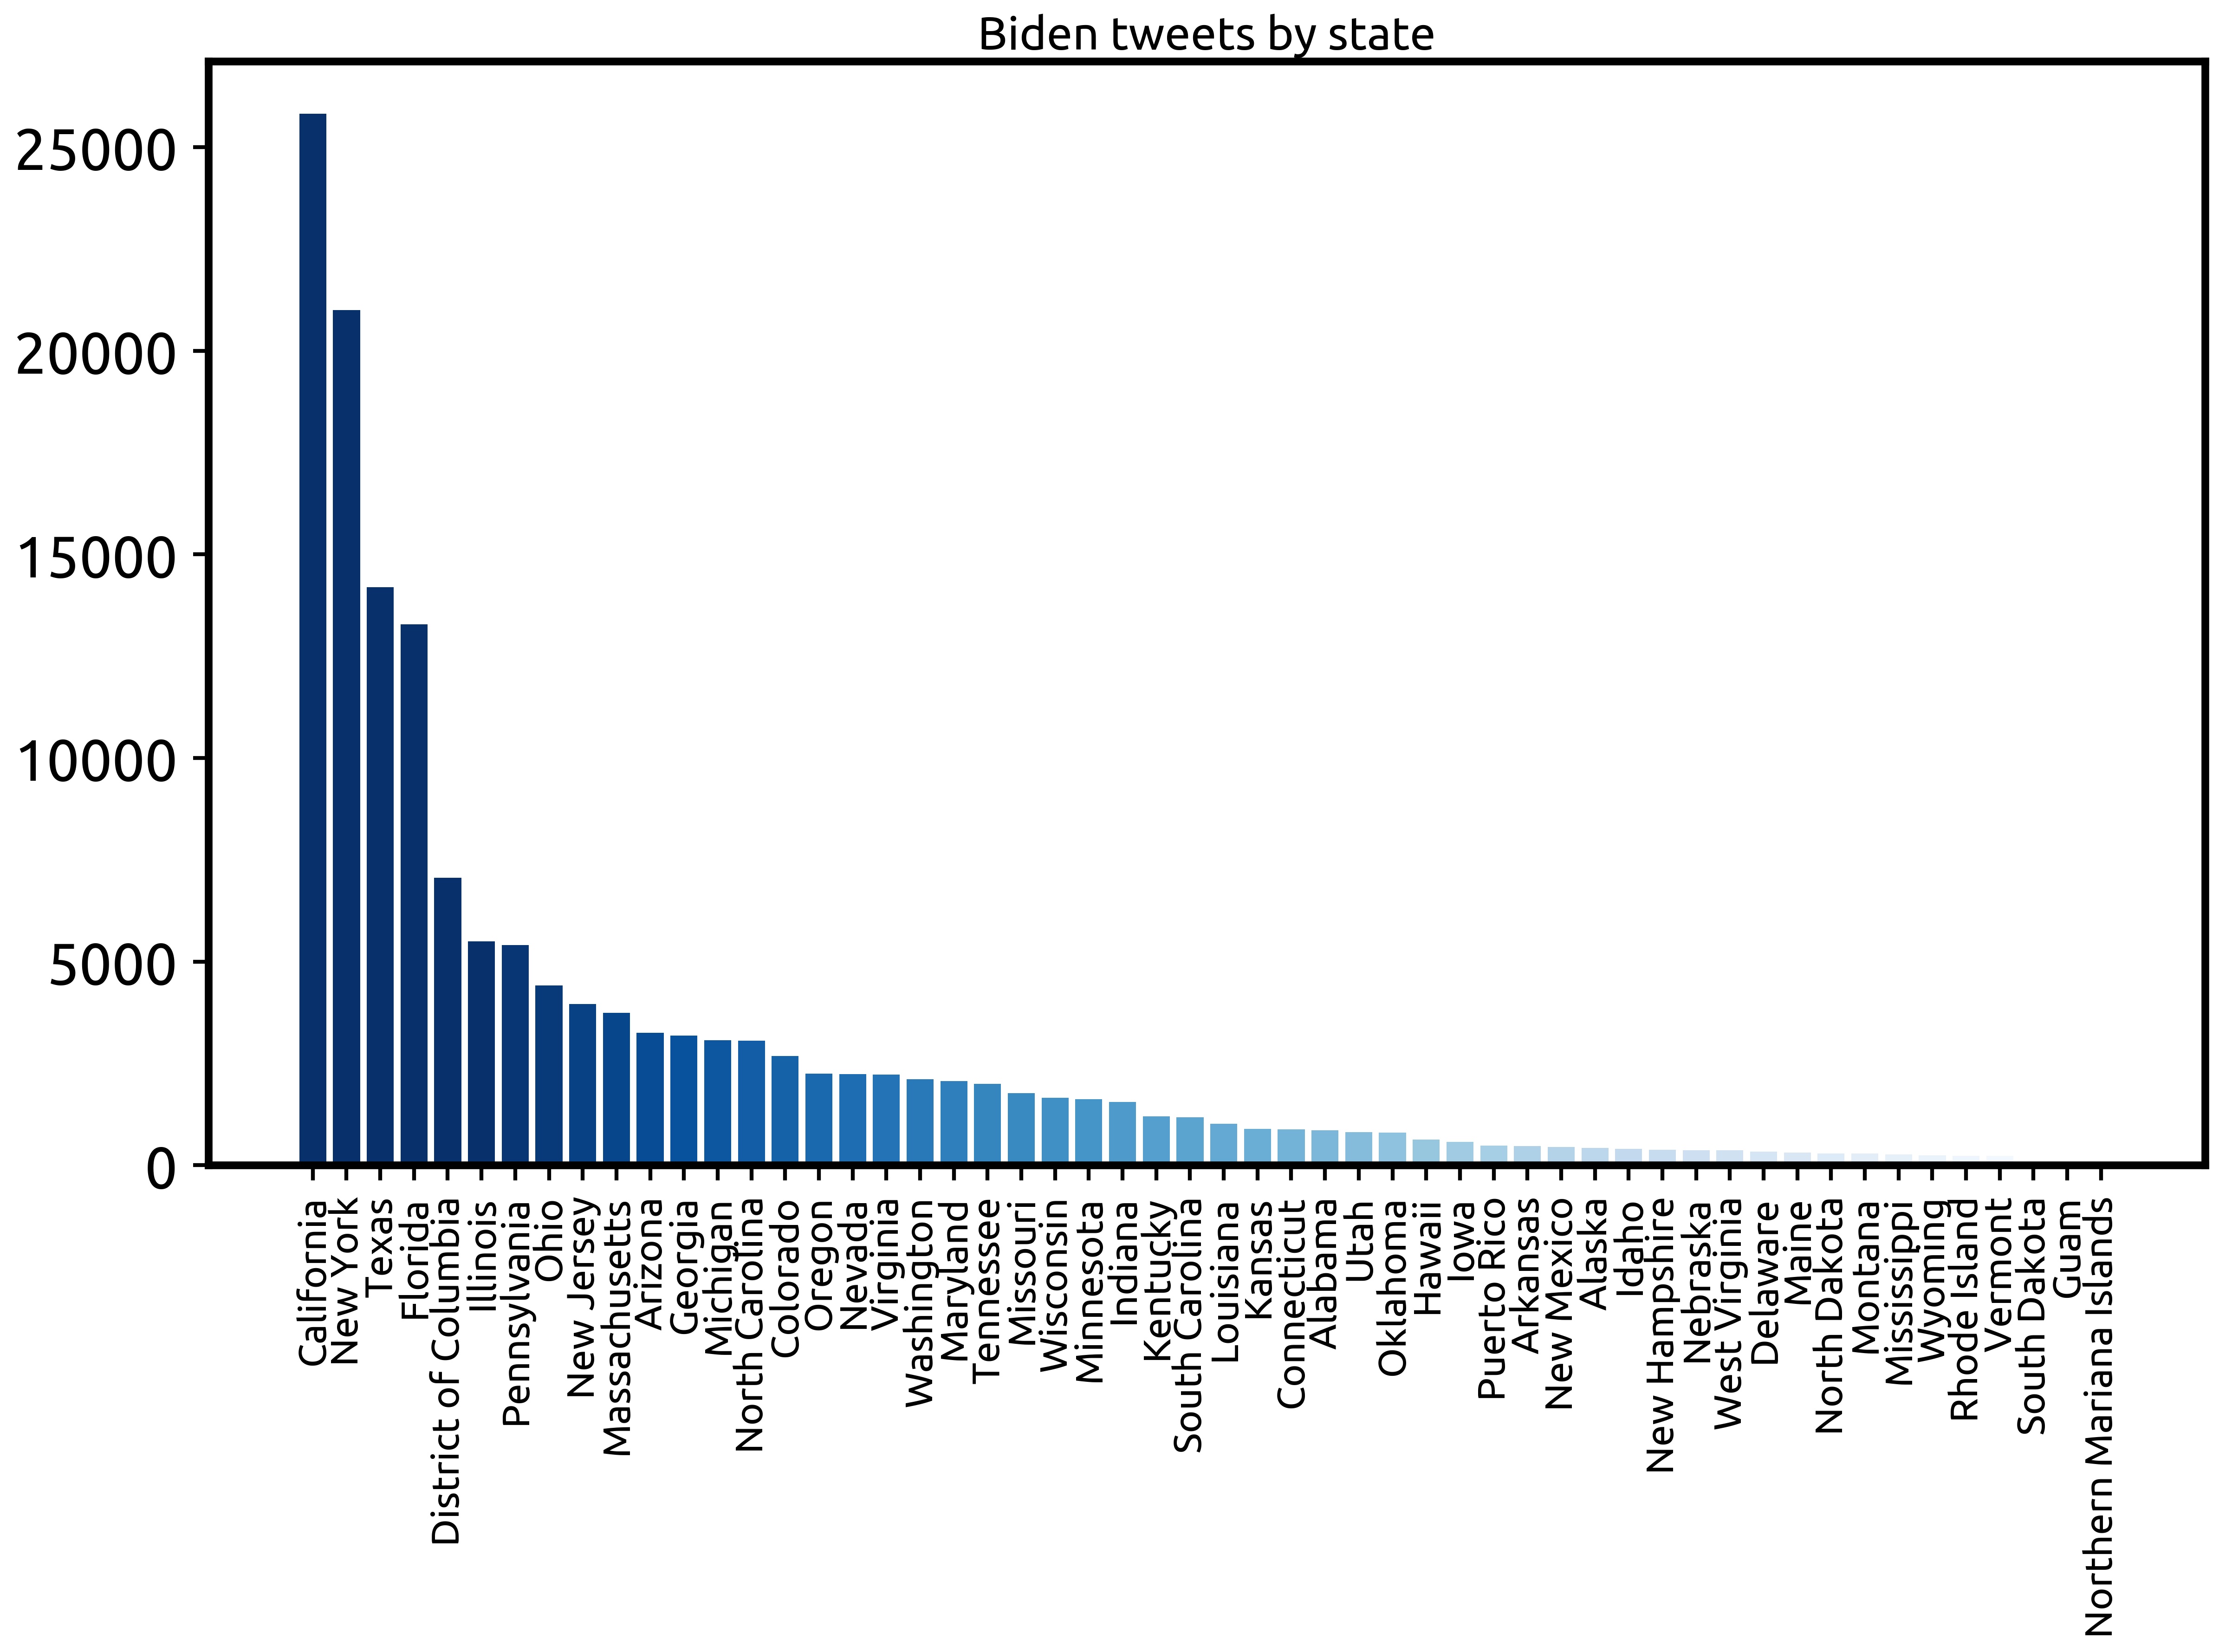 Biden tweets by state
25000
20000
15000
10000
5000
0
California
New York
Texas
Florida
District of Columbia
Illinois
Pennsylvania
Ohio
New Jersey
Massachusetts
Arizona
Georgia
Michigan
North Carolina
Colorado
Oregon
Nevada
Virginia
Washington
Maryland
Tennessee
Missouri
Wisconsin
Minnesota
Indiana
Kentucky
South Carolina
Louisiana
Kansas
Connecticut
Alabama
Utah
Oklahoma
Hawaii
Iowa
Puerto Rico
Arkansas
New Mexico
Alaska
Idaho
New Hampshire
Nebraska
West Virginia
Delaware
Maine
North Dakota
Montana
Mississippi
Wyoming
Rhode Island
Vermont
South Dakota
Guam
Northern Mariana Islands